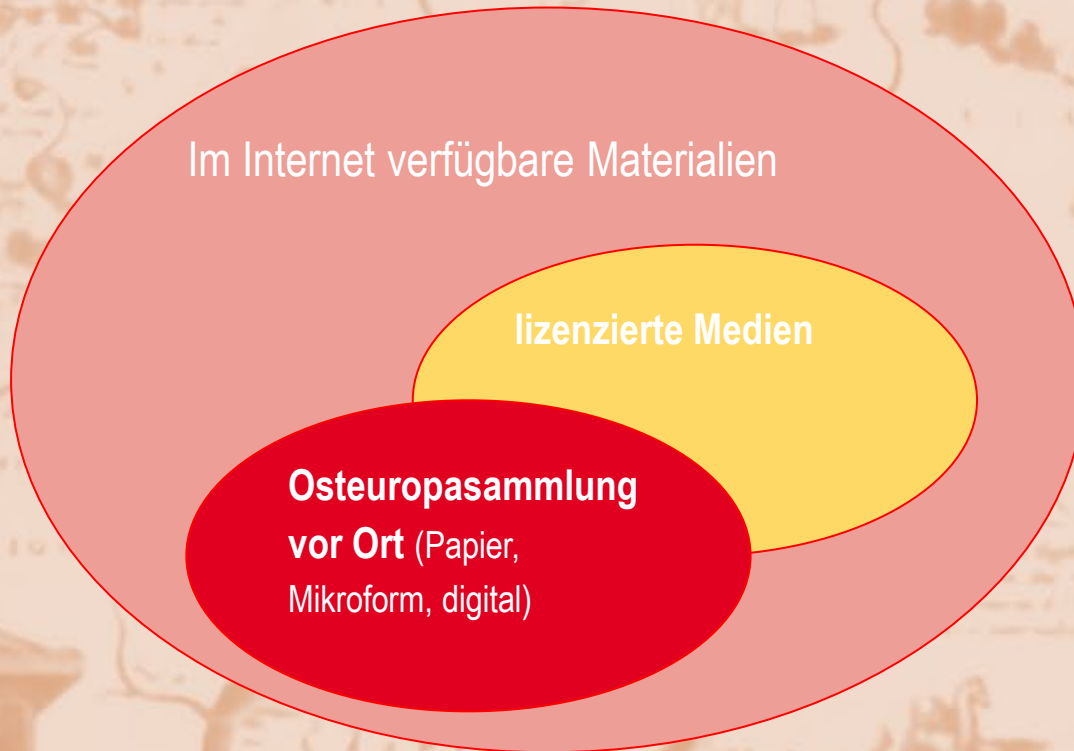 Im Internet verfügbare Materialien
lizenzierte Medien
Osteuropasammlung
vor Ort (Papier,
Mikroform, digital)